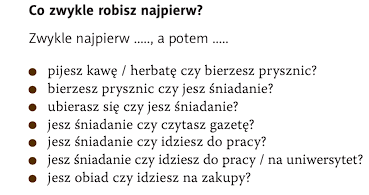 Co zwykle robisz najpierw?
Zwykle najpierw ....., a potem .....
● pijesz kawę / herbatę czy bierzesz prysznic?
● bierzesz prysznic czy jesz śniadanie?
● ubierasz się czy jesz śniadanie?
● jesz śniadanie czy czytasz gazetę?
● jesz śniadanie czy idziesz do pracy?
● jesz śniadanie czy idziesz do pracy / na uniwersytet?
● jesz obiad czy idziesz na zakupy?